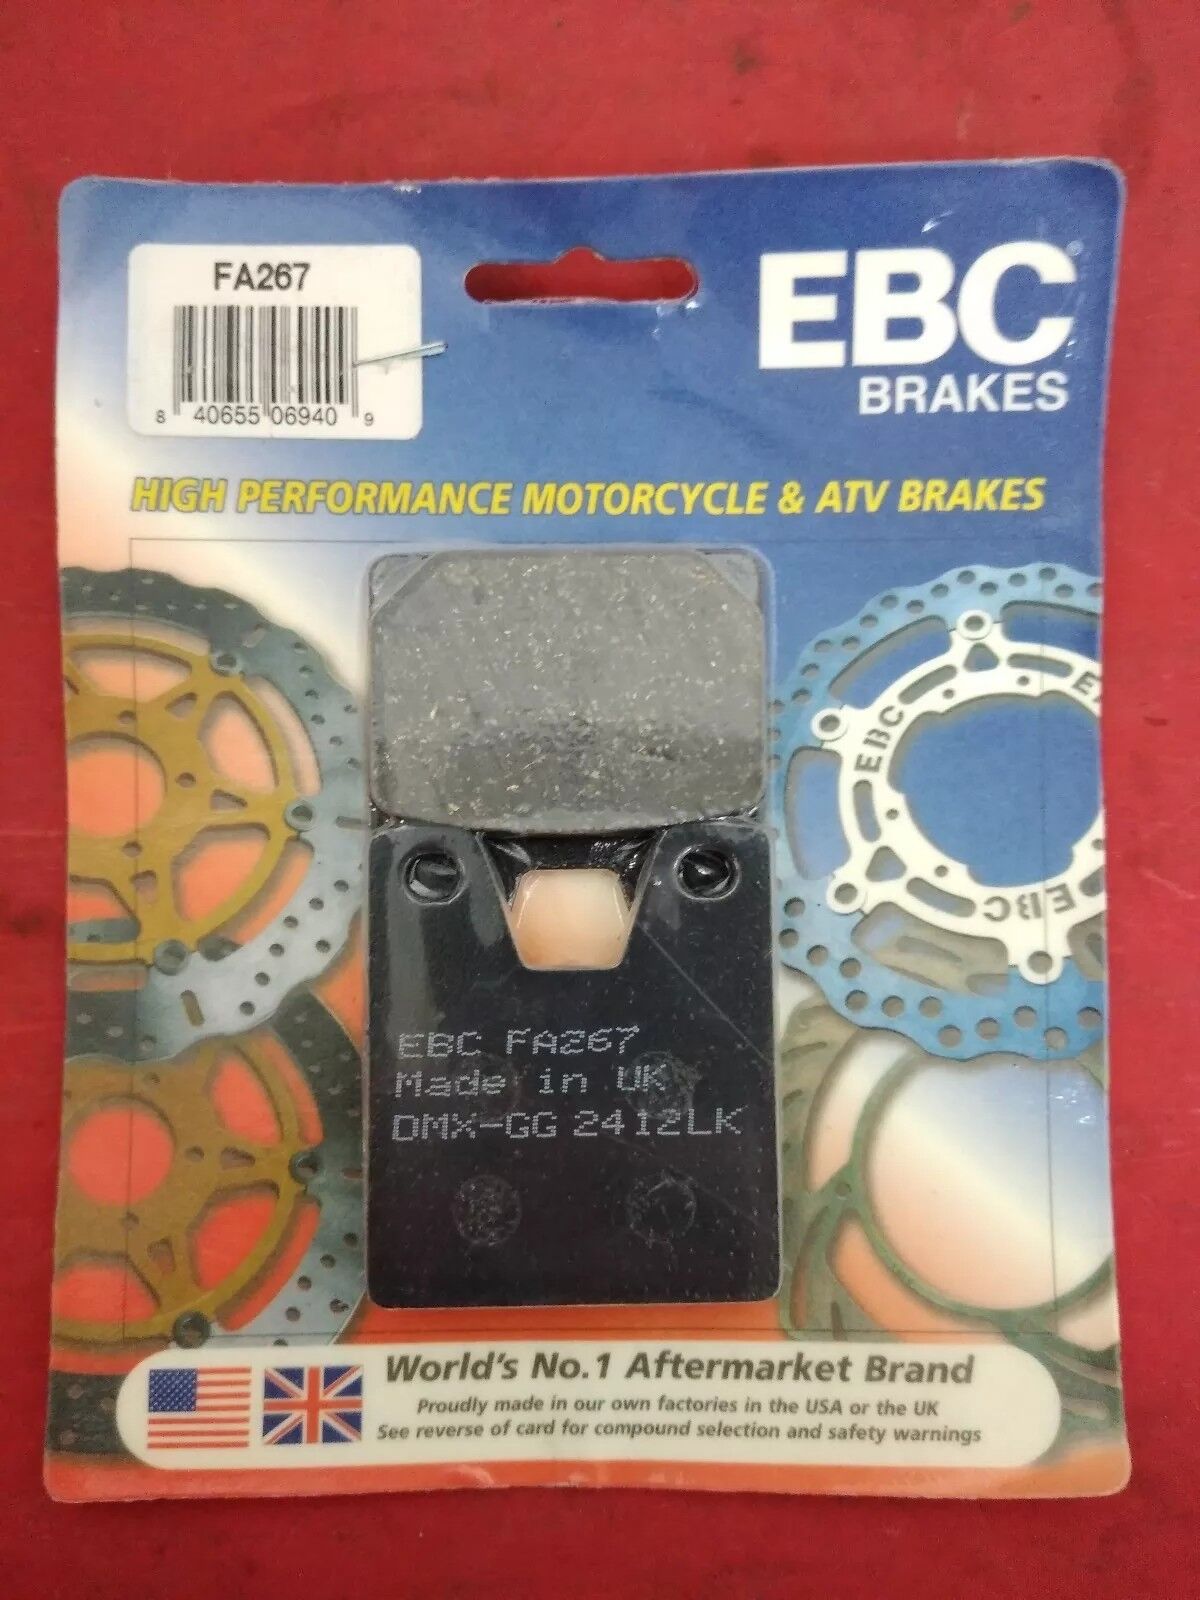 FA267
8 40655 06940 9
EBC
BRAKES
HIGH PERFORMANCE MOTORCYCLE & ATV BRAKES
EBC
EBC
EBC FA267
Made in UK
DMX-GG 2412LK
World's No.1 Aftermarket Brand
Proudly made in our own factories in the USA or the UK
See reverse of card for compound selection and safety warnings